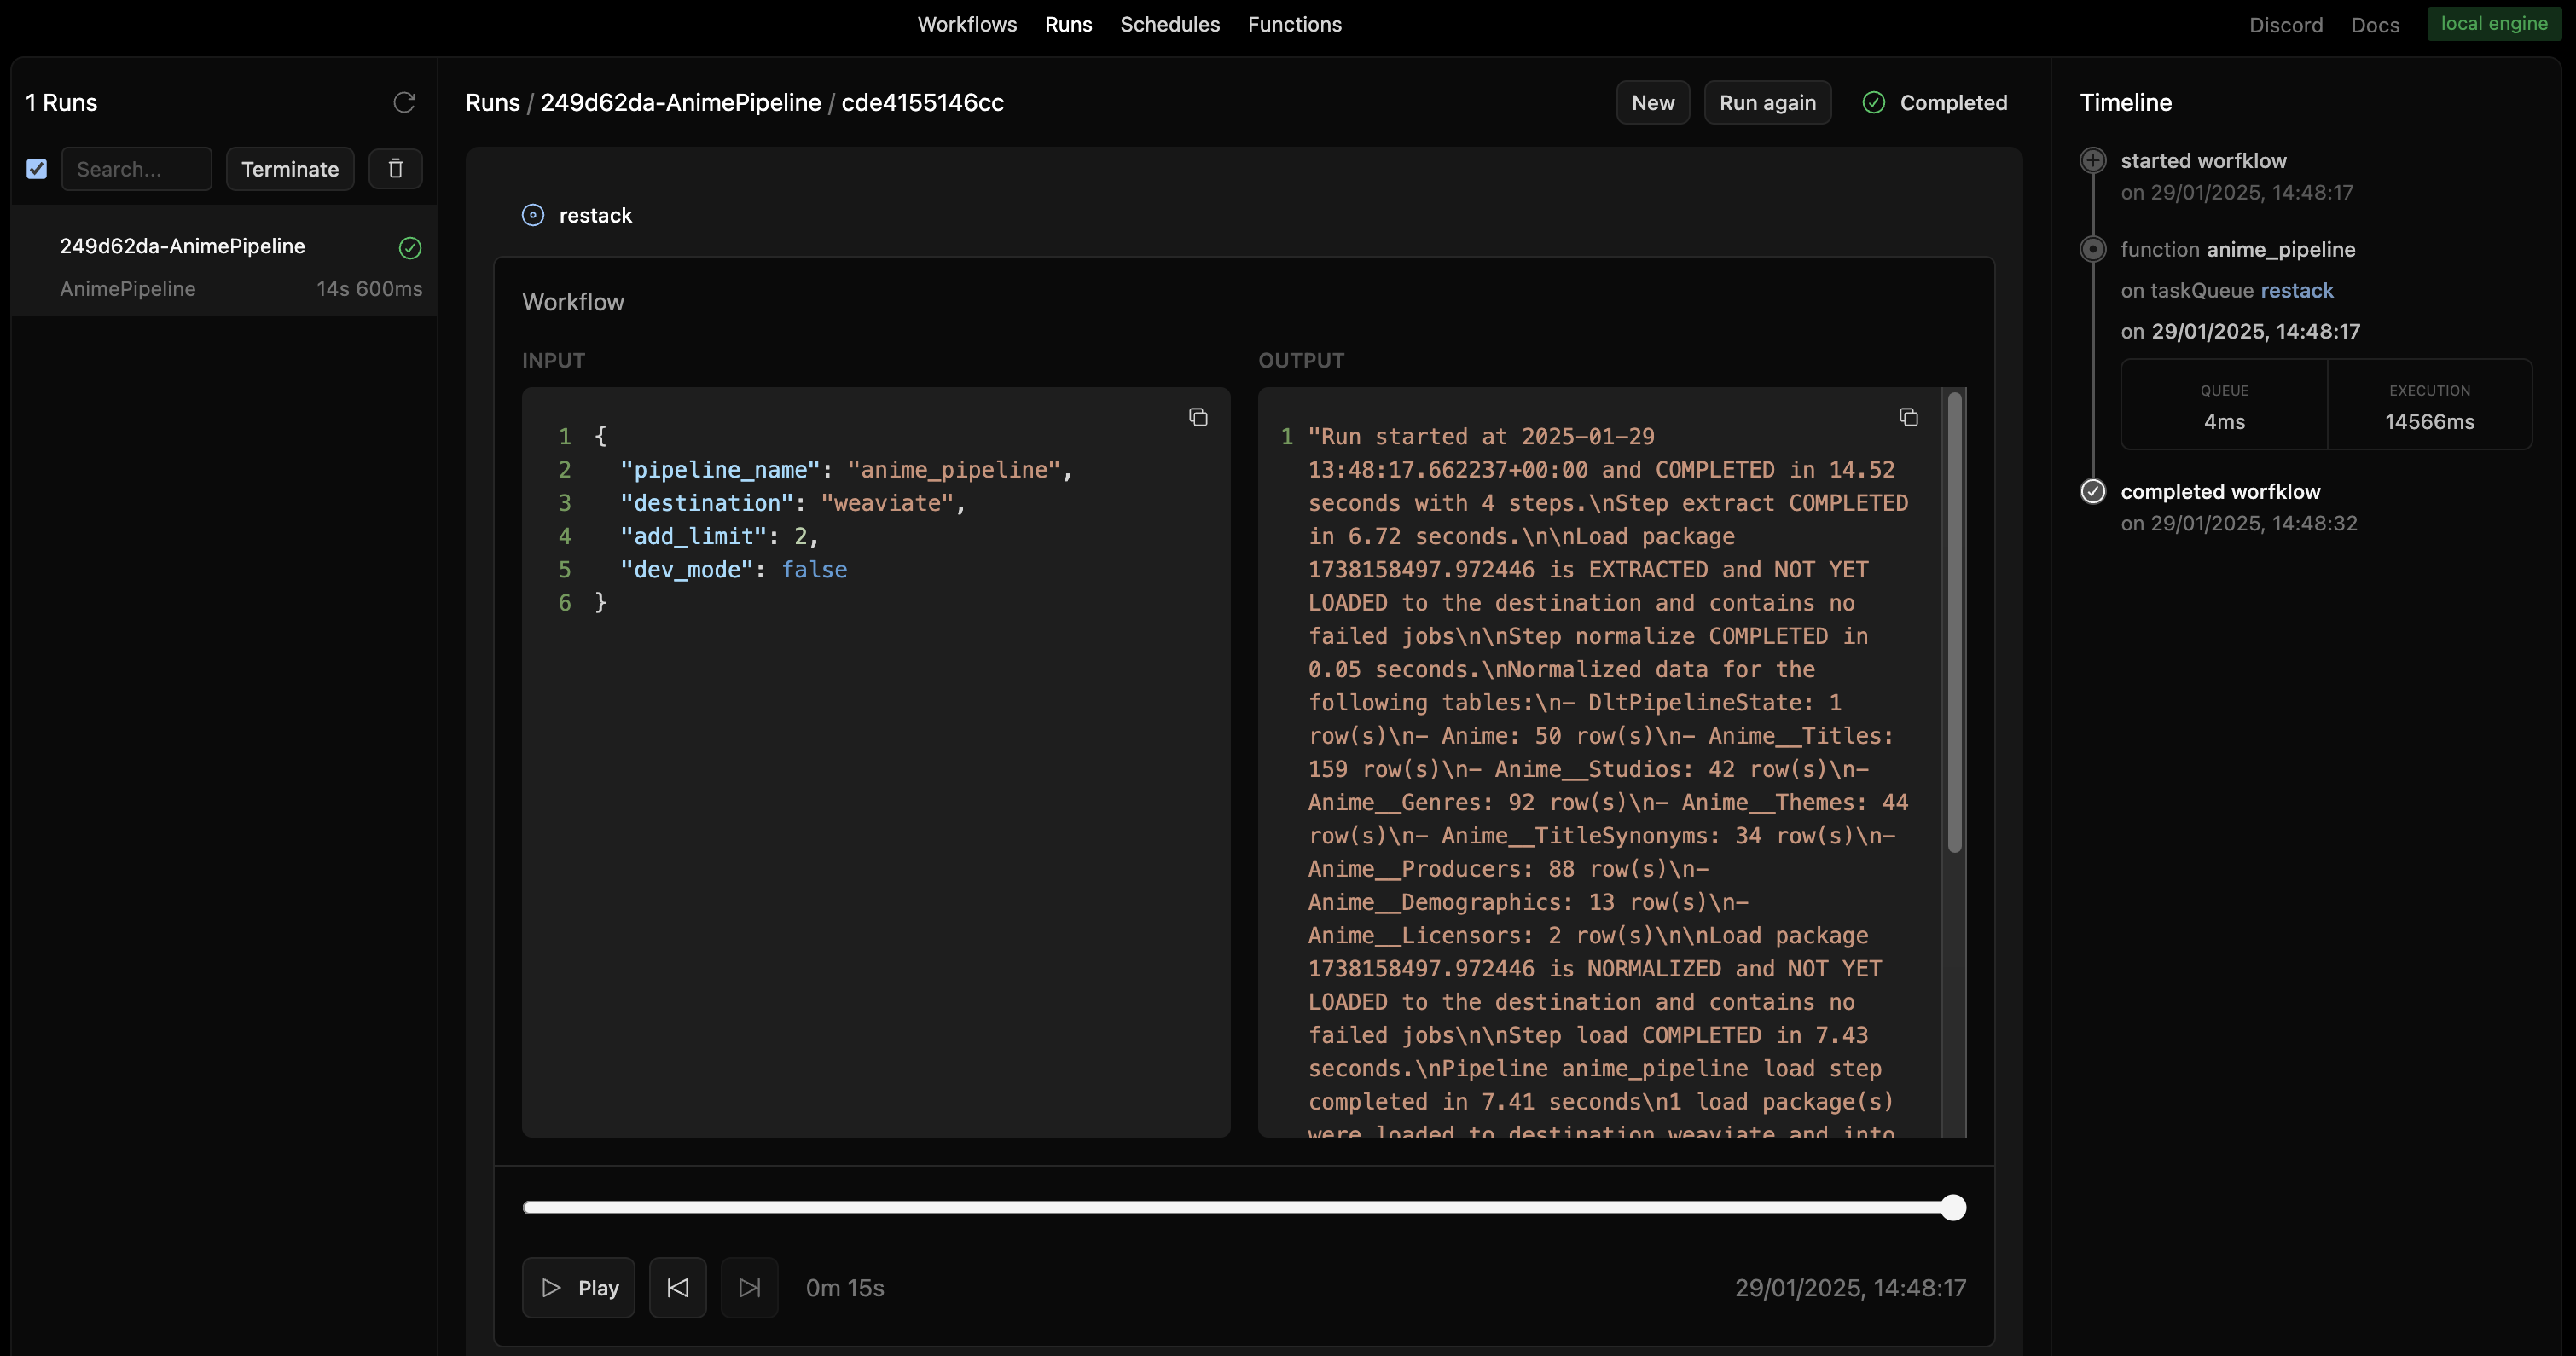 Workflows Runs Schedules Functions
Discord Docs local engine
1 Runs
Search...
Terminate
249d62da-AnimePipeline
AnimePipeline 14s 600ms
Runs / 249d62da-AnimePipeline / cde4155146cc
New
Run again
Completed
restack
Workflow
INPUT
1 {
2 "pipeline_name": "anime_pipeline",
3 "destination": "weaviate",
4 "add_limit": 2,
5 "dev_mode": false
6 }
OUTPUT
1 "Run started at 2025-01-29
13:48:17.662237+00:00 and COMPLETED in 14.52
seconds with 4 steps.\nStep extract COMPLETED
in 6.72 seconds.\n\nLoad package
1738158497.972446 is EXTRACTED and NOT YET
LOADED to the destination and contains no
failed jobs\n\nStep normalize COMPLETED in
0.05 seconds.\nNormalized data for the
following tables:\n- DltPipelineState: 1
row(s)\n- Anime: 50 row(s)\n- Anime__Titles:
159 row(s)\n- Anime__Studios: 42 row(s)\n-
Anime__Genres: 92 row(s)\n- Anime__Themes: 44
row(s)\n- Anime__TitleSynonyms: 34 row(s)\n-
Anime__Producers: 88 row(s)\n-
Anime__Demographics: 13 row(s)\n-
Anime__Licensors: 2 row(s)\n\nLoad package
1738158497.972446 is NORMALIZED and NOT YET
LOADED to the destination and contains no
failed jobs\n\nStep load COMPLETED in 7.43
seconds.\nPipeline anime_pipeline load step
completed in 7.41 seconds\n1 load package(s)
were loaded to destination weaviate and into
Play
0m 15s
29/01/2025, 14:48:17
Timeline
started worfklow
on 29/01/2025, 14:48:17
function anime_pipeline
on taskQueue restack
on 29/01/2025, 14:48:17
QUEUE
4ms
EXECUTION
14566ms
completed worfklow
on 29/01/2025, 14:48:32